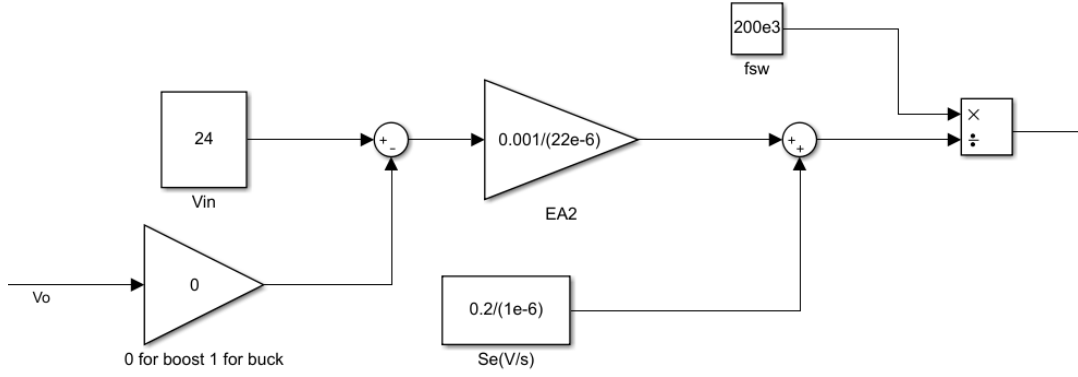 200e3
fsw
×
÷
24
Vin
+
-
0.001/(22e-6)
EA2
+
+
Vo
0
0 for boost 1 for buck
0.2/(1e-6)
Se(V/s)